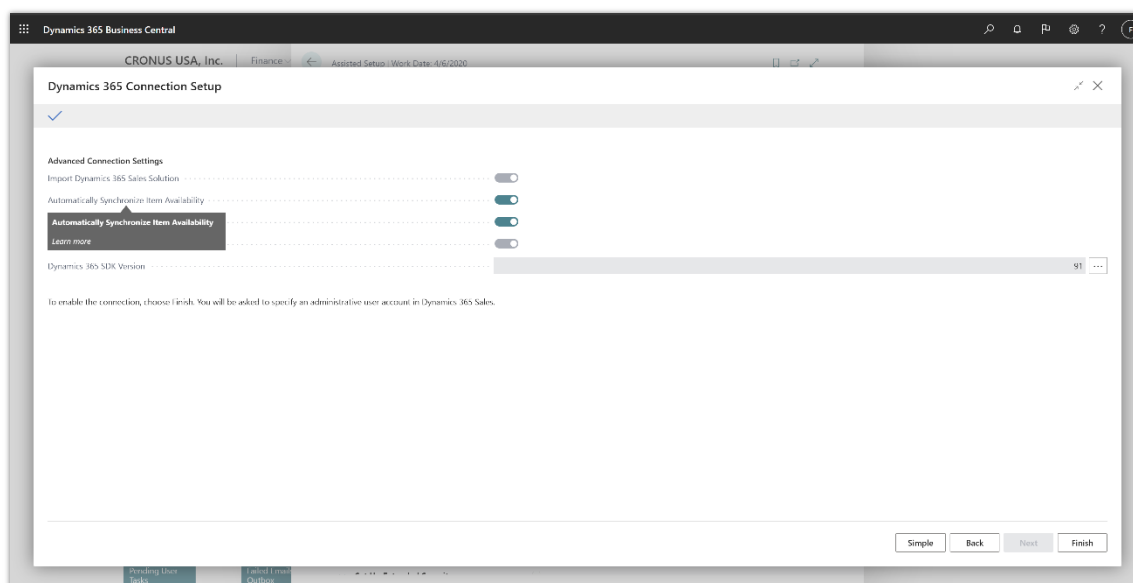 Dynamics 365 Business Central
CRONUS USA, Inc. Finance Assisted Setup | Work Date: 4/6/2020
Dynamics 365 Connection Setup
Advanced Connection Settings
Import Dynamics 365 Sales Solution
Automatically Synchronize Item Availability
Automatically Synchronize Item Availability
Learn more
Dynamics 365 SDK Version 91 ...
To enable the connection, choose Finish. You will be asked to specify an administrative user account in Dynamics 365 Sales.
Simple Back Next Finish
Pending User Failed Email
Tasks Outbox